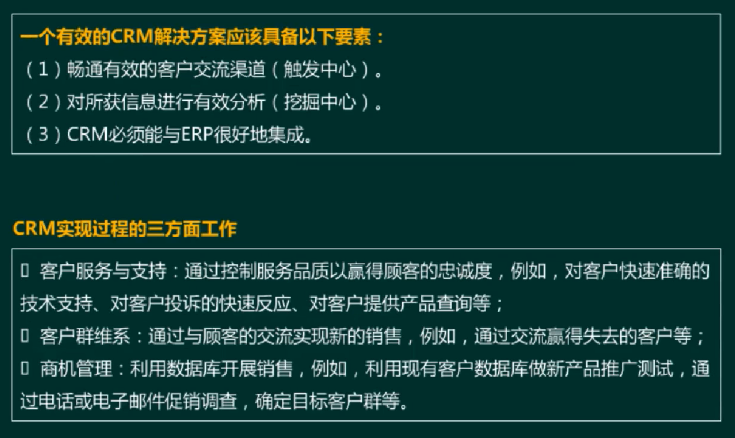 一个有效的CRM解决方案应该具备以下要素：
（1）畅通有效的客户交流渠道（触发中心）。
（2）对所获信息进行有效分析（挖掘中心）。
（3）CRM必须能与ERP很好地集成。
CRM实现过程的三方面工作
▯ 客户服务与支持：通过控制服务品质以赢得顾客的忠诚度，例如，对客户快速准确的
技术支持、对客户投诉的快速反应、对客户提供产品查询等；
▯ 客户群维系：通过与顾客的交流实现新的销售，例如，通过交流赢得失去的客户等；
▯ 商机管理：利用数据库开展销售，例如，利用现有客户数据库做新产品推广测试，通
过电话或电子邮件促销调查，确定目标客户群等。